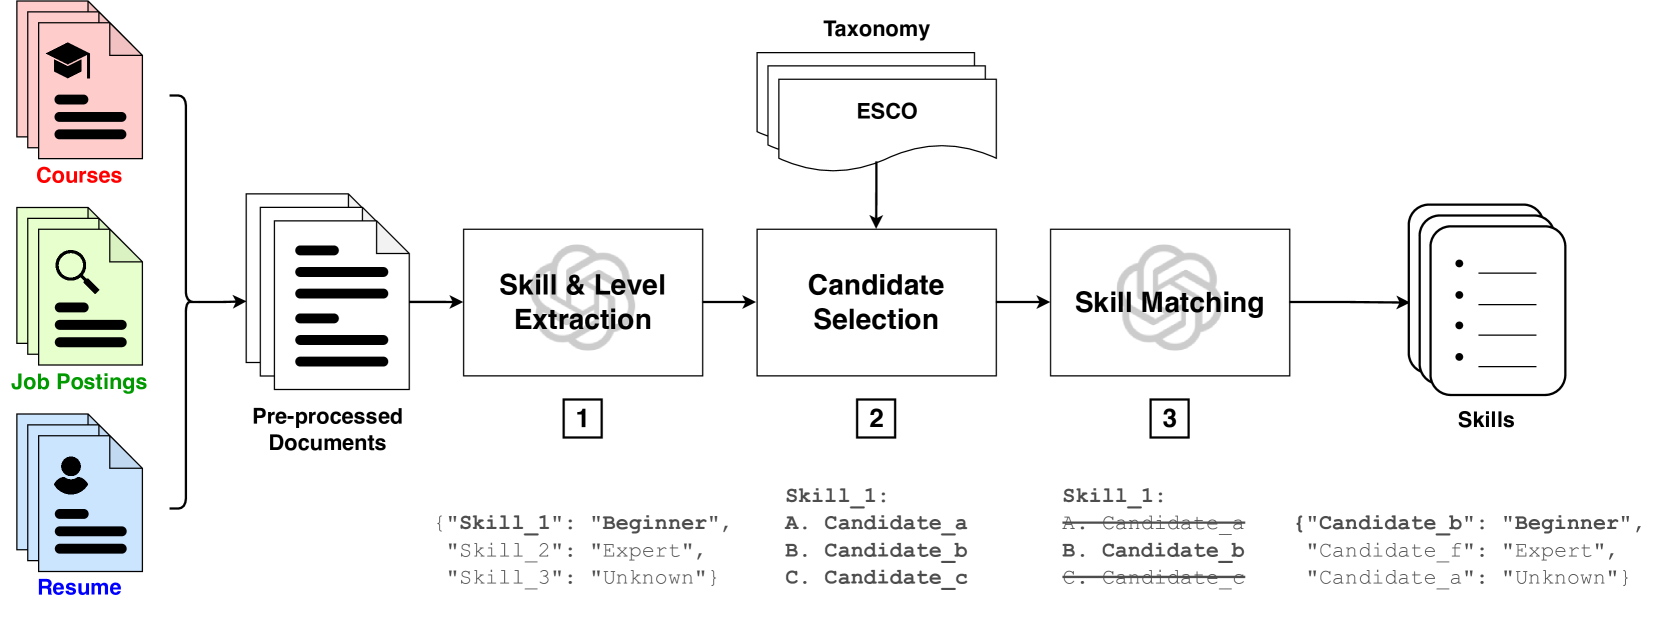 Taxonomy
ESCO
Courses
Job Postings
Resume
Pre-processed
Documents
Skill & Level
Extraction
Candidate
Selection
Skill Matching
Skills
1
2
3
{"Skill_1": "Beginner",
"Skill_2": "Expert",
"Skill_3": "Unknown"}
Skill_1:
A. Candidate_a
B. Candidate_b
C. Candidate_c
Skill_1:
A. Candidate_a
B. Candidate_b
C. Candidate_c
{"Candidate_b": "Beginner",
"Candidate_f": "Expert",
"Candidate_a": "Unknown"}